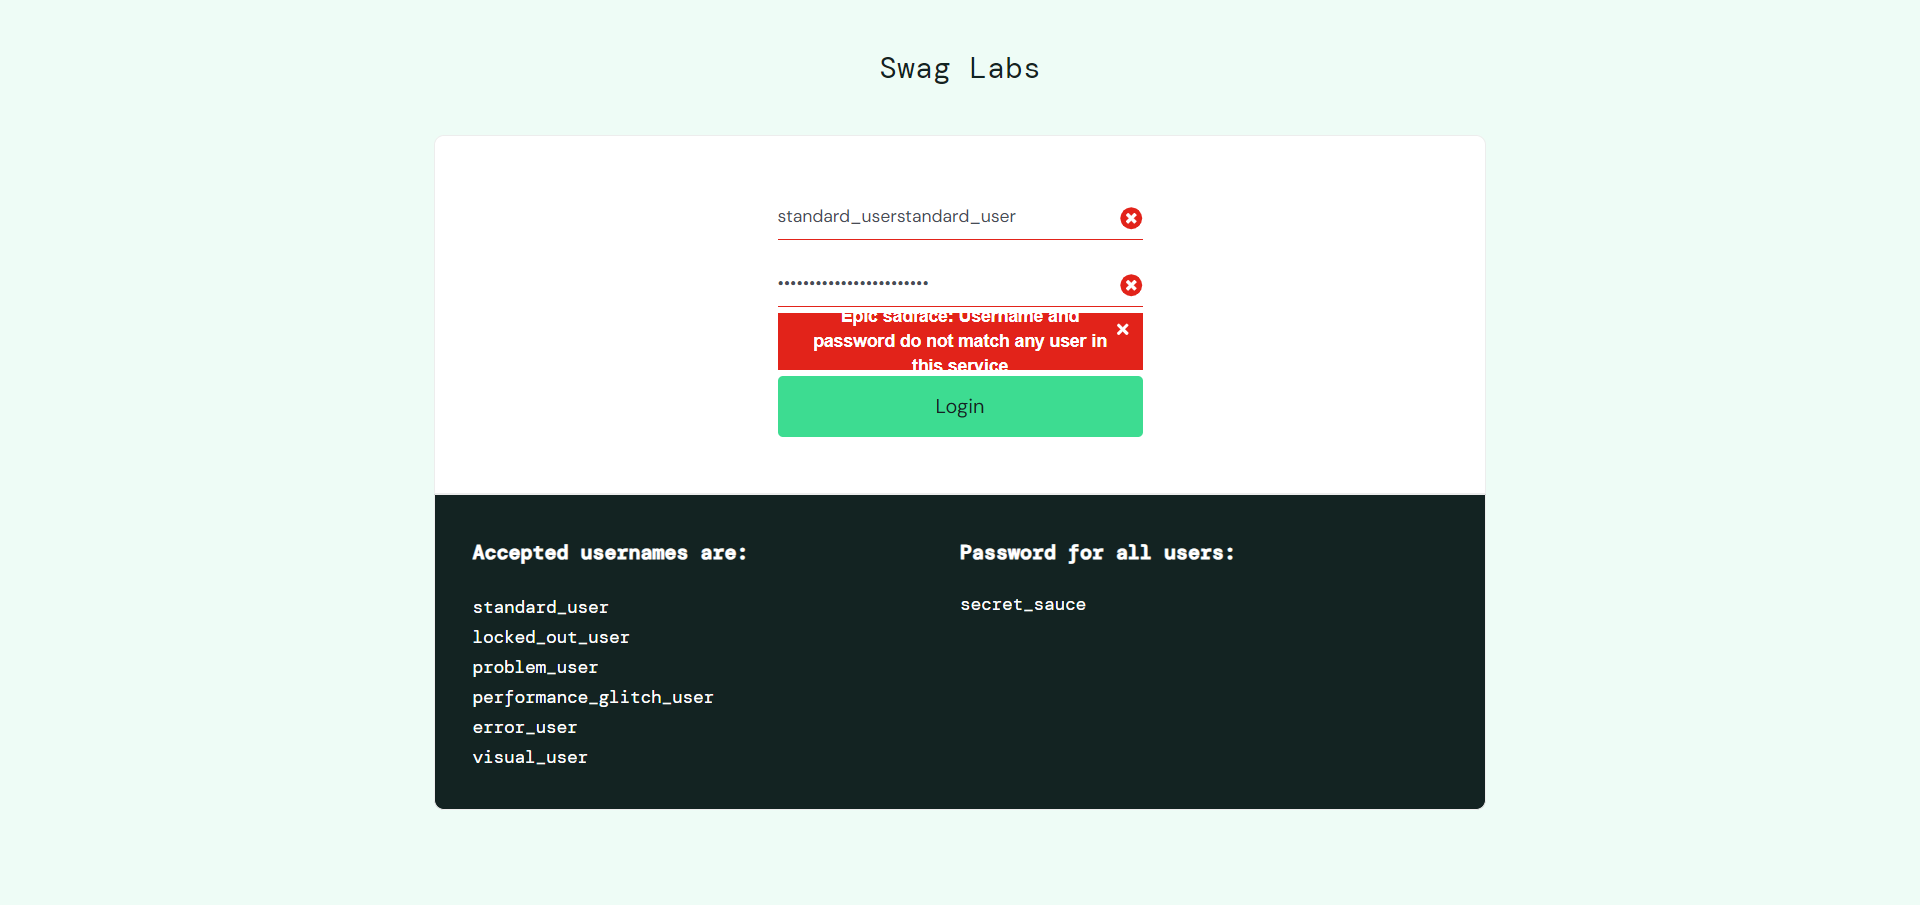 Swag Labs
standard_userstandard_user
••••••••••••••••••••••••
Epic sadface: Username and
password do not match any user in
this service
Login
Accepted usernames are:
standard_user
locked_out_user
problem_user
performance_glitch_user
error_user
visual_user
Password for all users:
secret_sauce